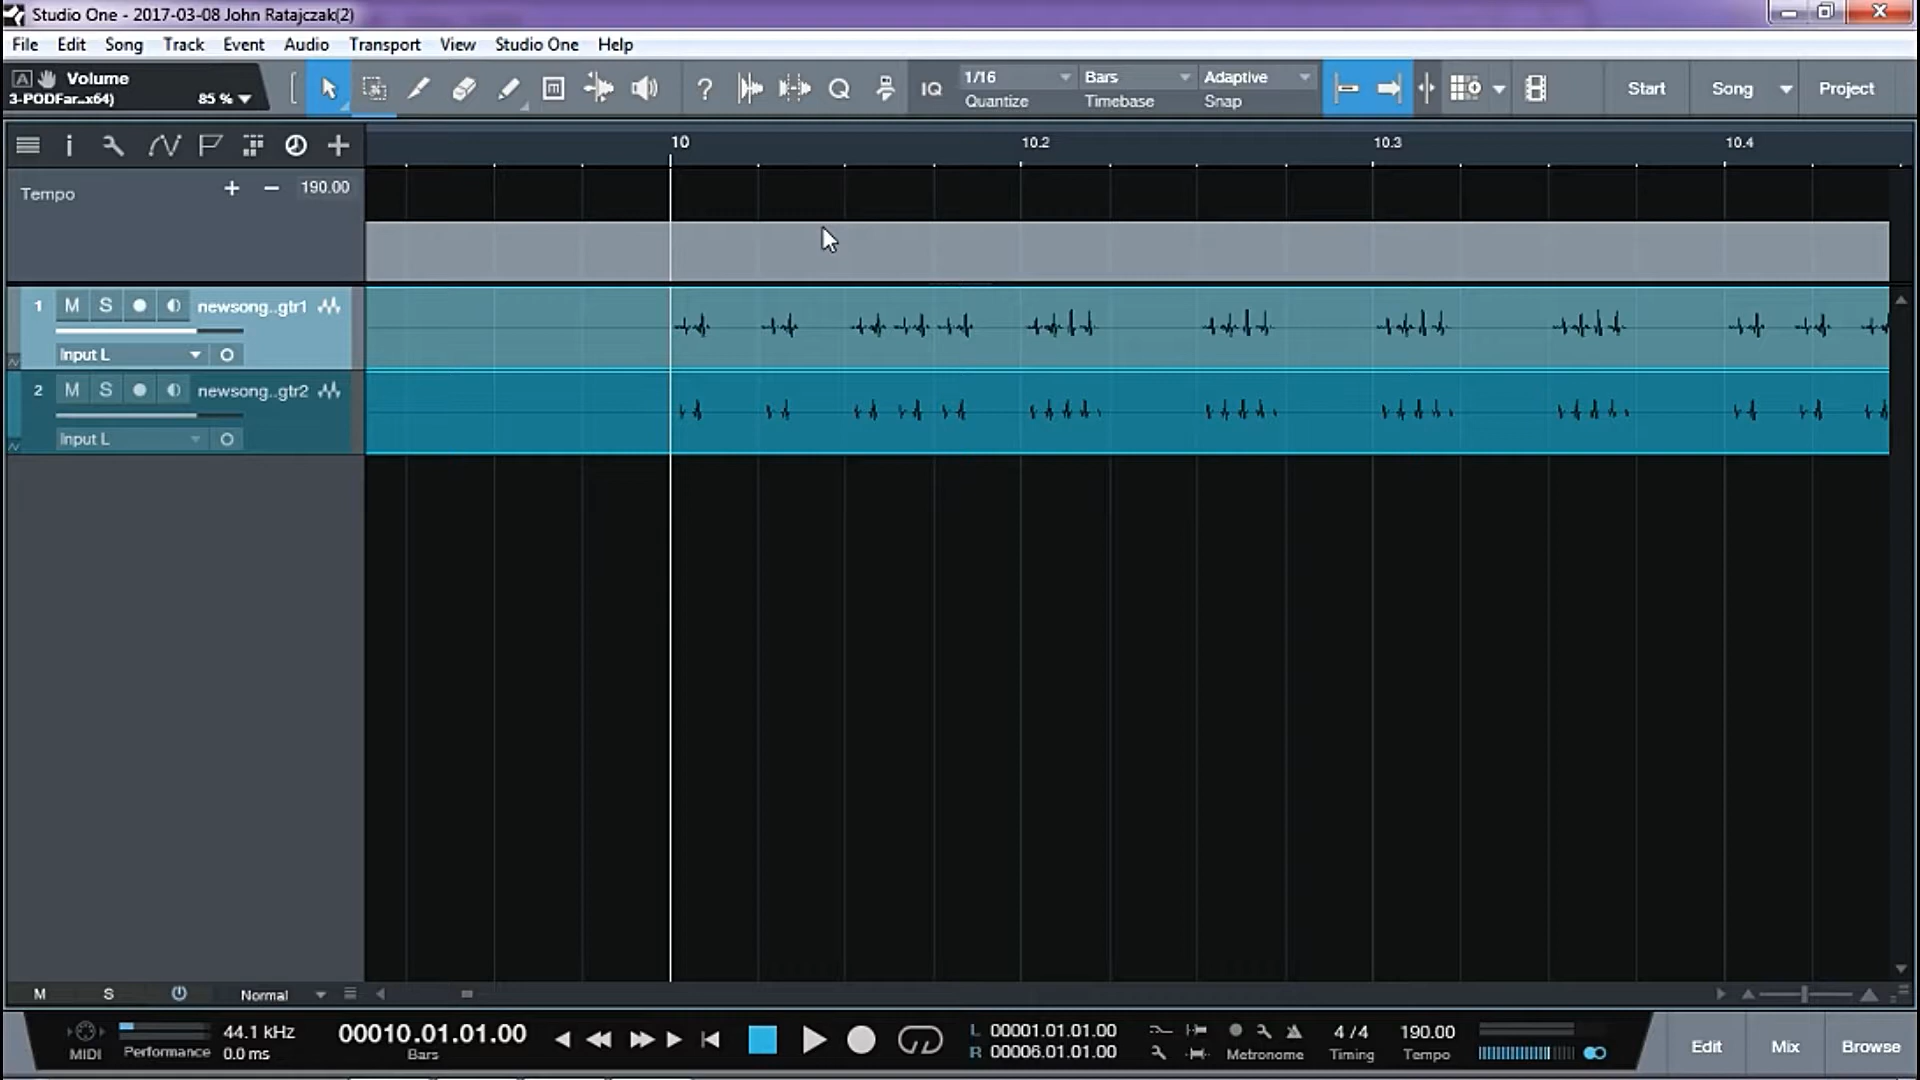 Studio One - 2017-03-08 John Ratajczak(2)
File Edit Song Track Event Audio Transport View Studio One Help
A Volume
3-PODFar...x64) 85 %
? Q IQ 1/16 Quantize Bars Timebase Adaptive Snap Start Song Project
i 10 10.2 10.3 10.4
Tempo + – 190.00
1 M S newsong..gtr1
Input L
2 M S newsong..gtr2
Input L
M S Normal
MIDI Performance 44.1 kHz 0.0 ms
00010.01.01.00 Bars
L 00001.01.01.00
R 00006.01.01.00
Metronome 4 / 4 Timing 190.00 Tempo
Edit Mix Browse